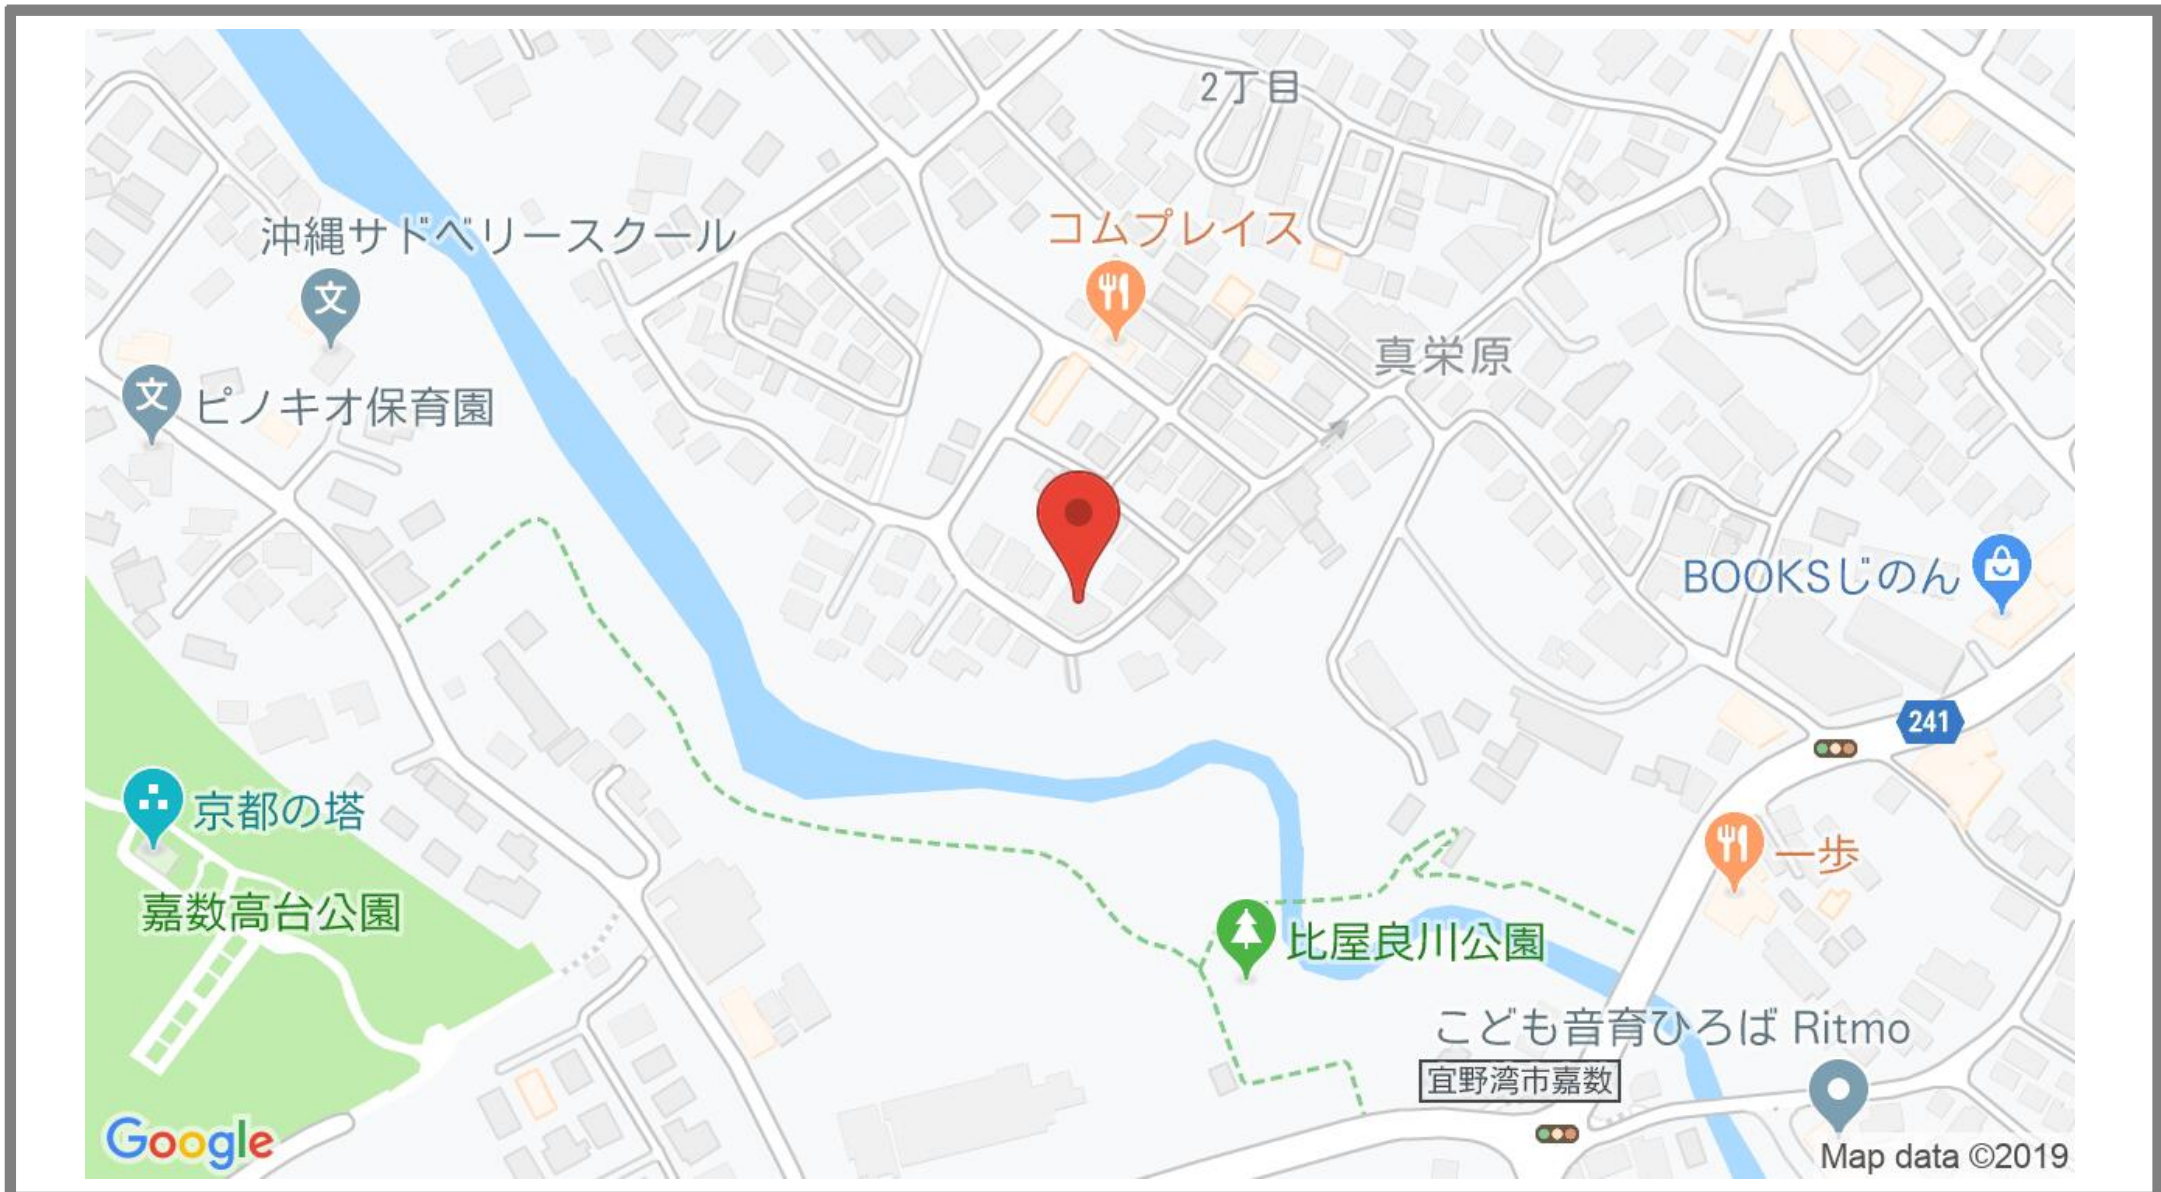 2丁目
沖縄サドベリースクール
コムプレイス
真栄原
ピノキオ保育園
BOOKSじのん
241
京都の塔
一歩
嘉数高台公園
比屋良川公園
こども音育ひろば Ritmo
宜野湾市嘉数
Google
Map data ©2019